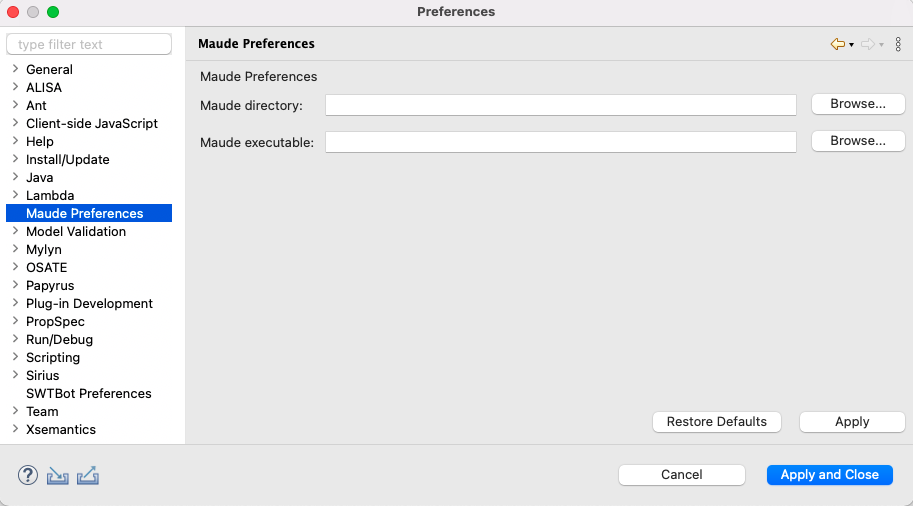 Preferences
type filter text
General
ALISA
Ant
Client-side JavaScript
Help
Install/Update
Java
Lambda
Maude Preferences
Model Validation
Mylyn
OSATE
Papyrus
Plug-in Development
PropSpec
Run/Debug
Scripting
Sirius
SWTBot Preferences
Team
Xsemantics
Maude Preferences
Maude Preferences
Maude directory:
Browse...
Maude executable:
Browse...
Restore Defaults
Apply
?
Cancel
Apply and Close